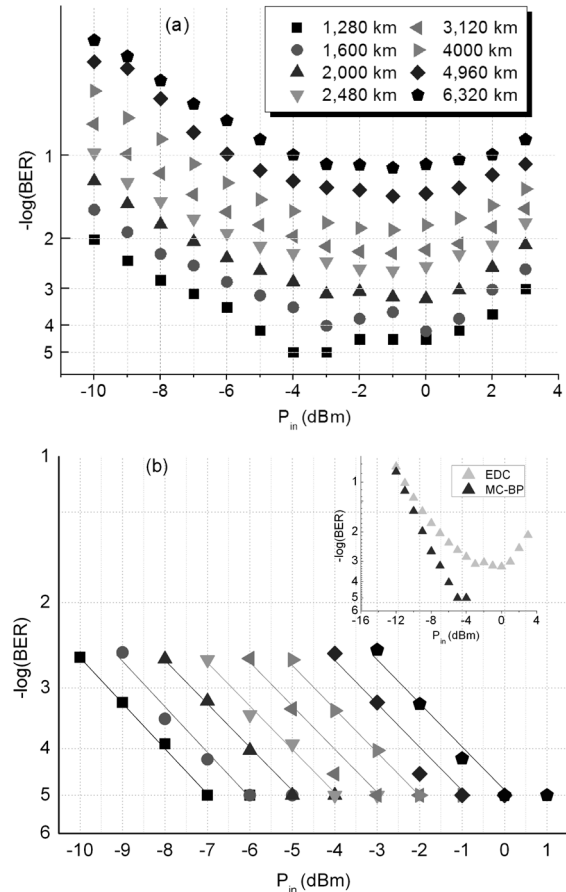 (a)
1,280 km
3,120 km
1,600 km
4000 km
2,000 km
4,960 km
2,480 km
6,320 km
-log(BER)
1
2
3
4
5
-10 -8 -6 -4 -2 0 2 4
P_in (dBm)
(b)
-log(BER)
1
2
3
4
5
6
-10 -9 -8 -7 -6 -5 -4 -3 -2 -1 0 1
P_in (dBm)
EDC
MC-BP
-log(BER)
1
2
3
4
5
6
-16 -12 -8 -4 0 4
P_in (dBm)